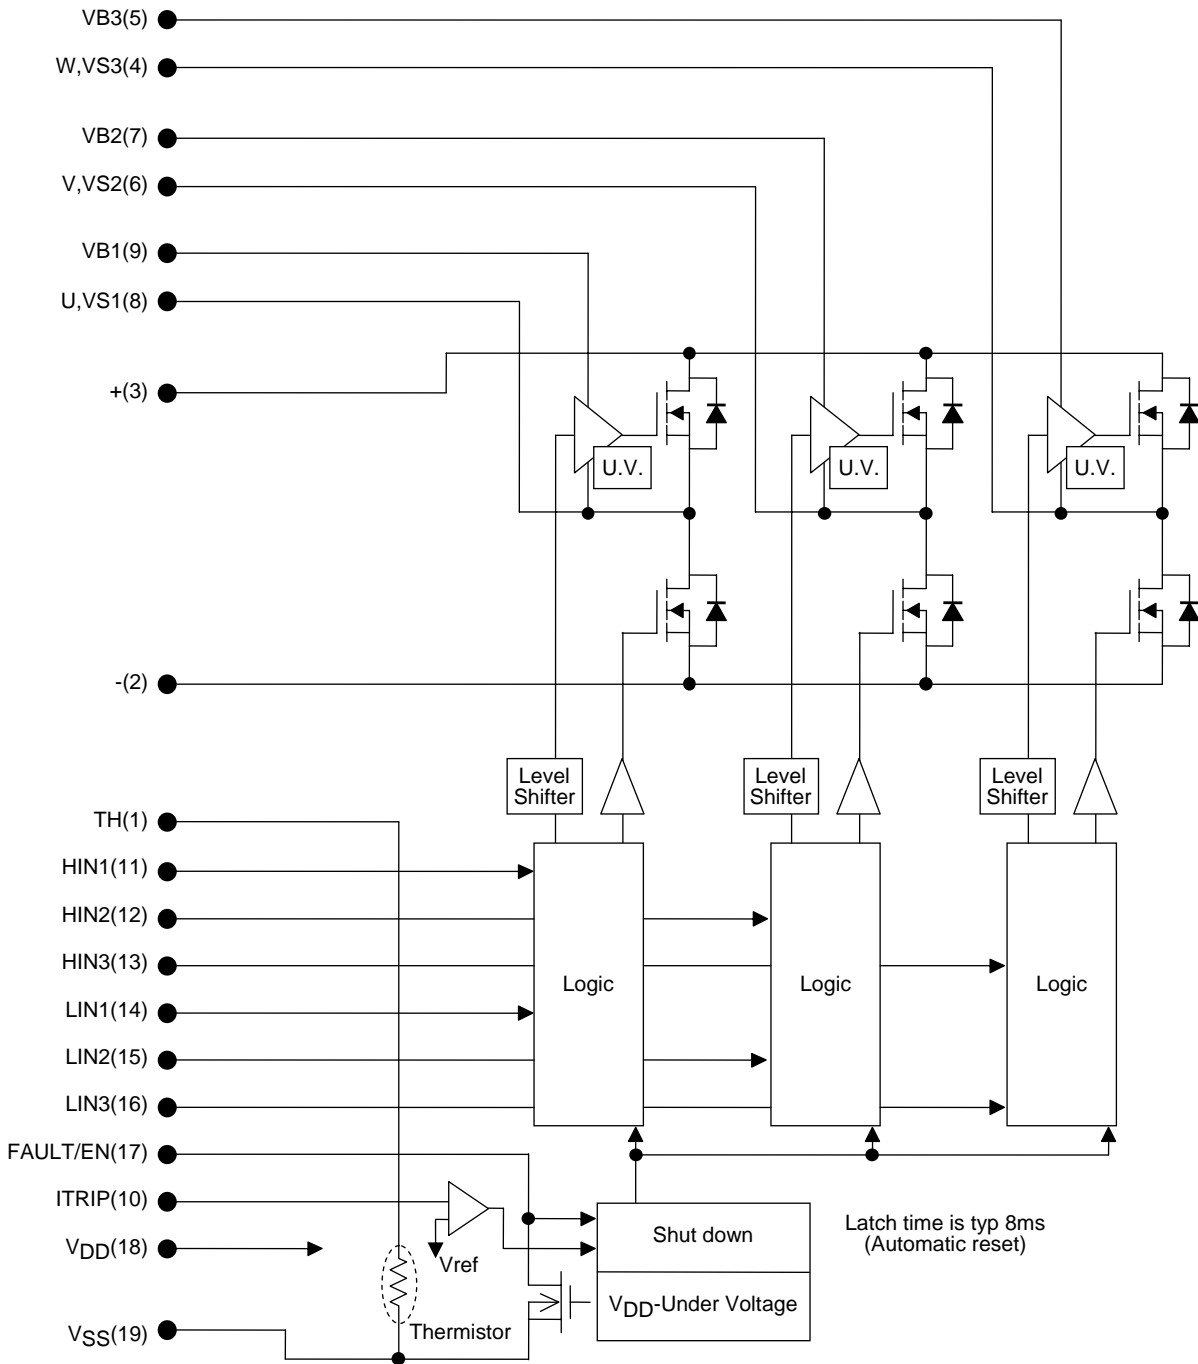 VB3(5)
W,VS3(4)
VB2(7)
V,VS2(6)
VB1(9)
U,VS1(8)
+(3)
U.V.
U.V.
U.V.
-(2)
Level
Shifter
Level
Shifter
Level
Shifter
TH(1)
HIN1(11)
HIN2(12)
HIN3(13)
LIN1(14)
LIN2(15)
LIN3(16)
Logic
Logic
Logic
FAULT/EN(17)
ITRIP(10)
VDD(18)
VSS(19)
Vref
Thermistor
Shut down
VDD-Under Voltage
Latch time is typ 8ms
(Automatic reset)